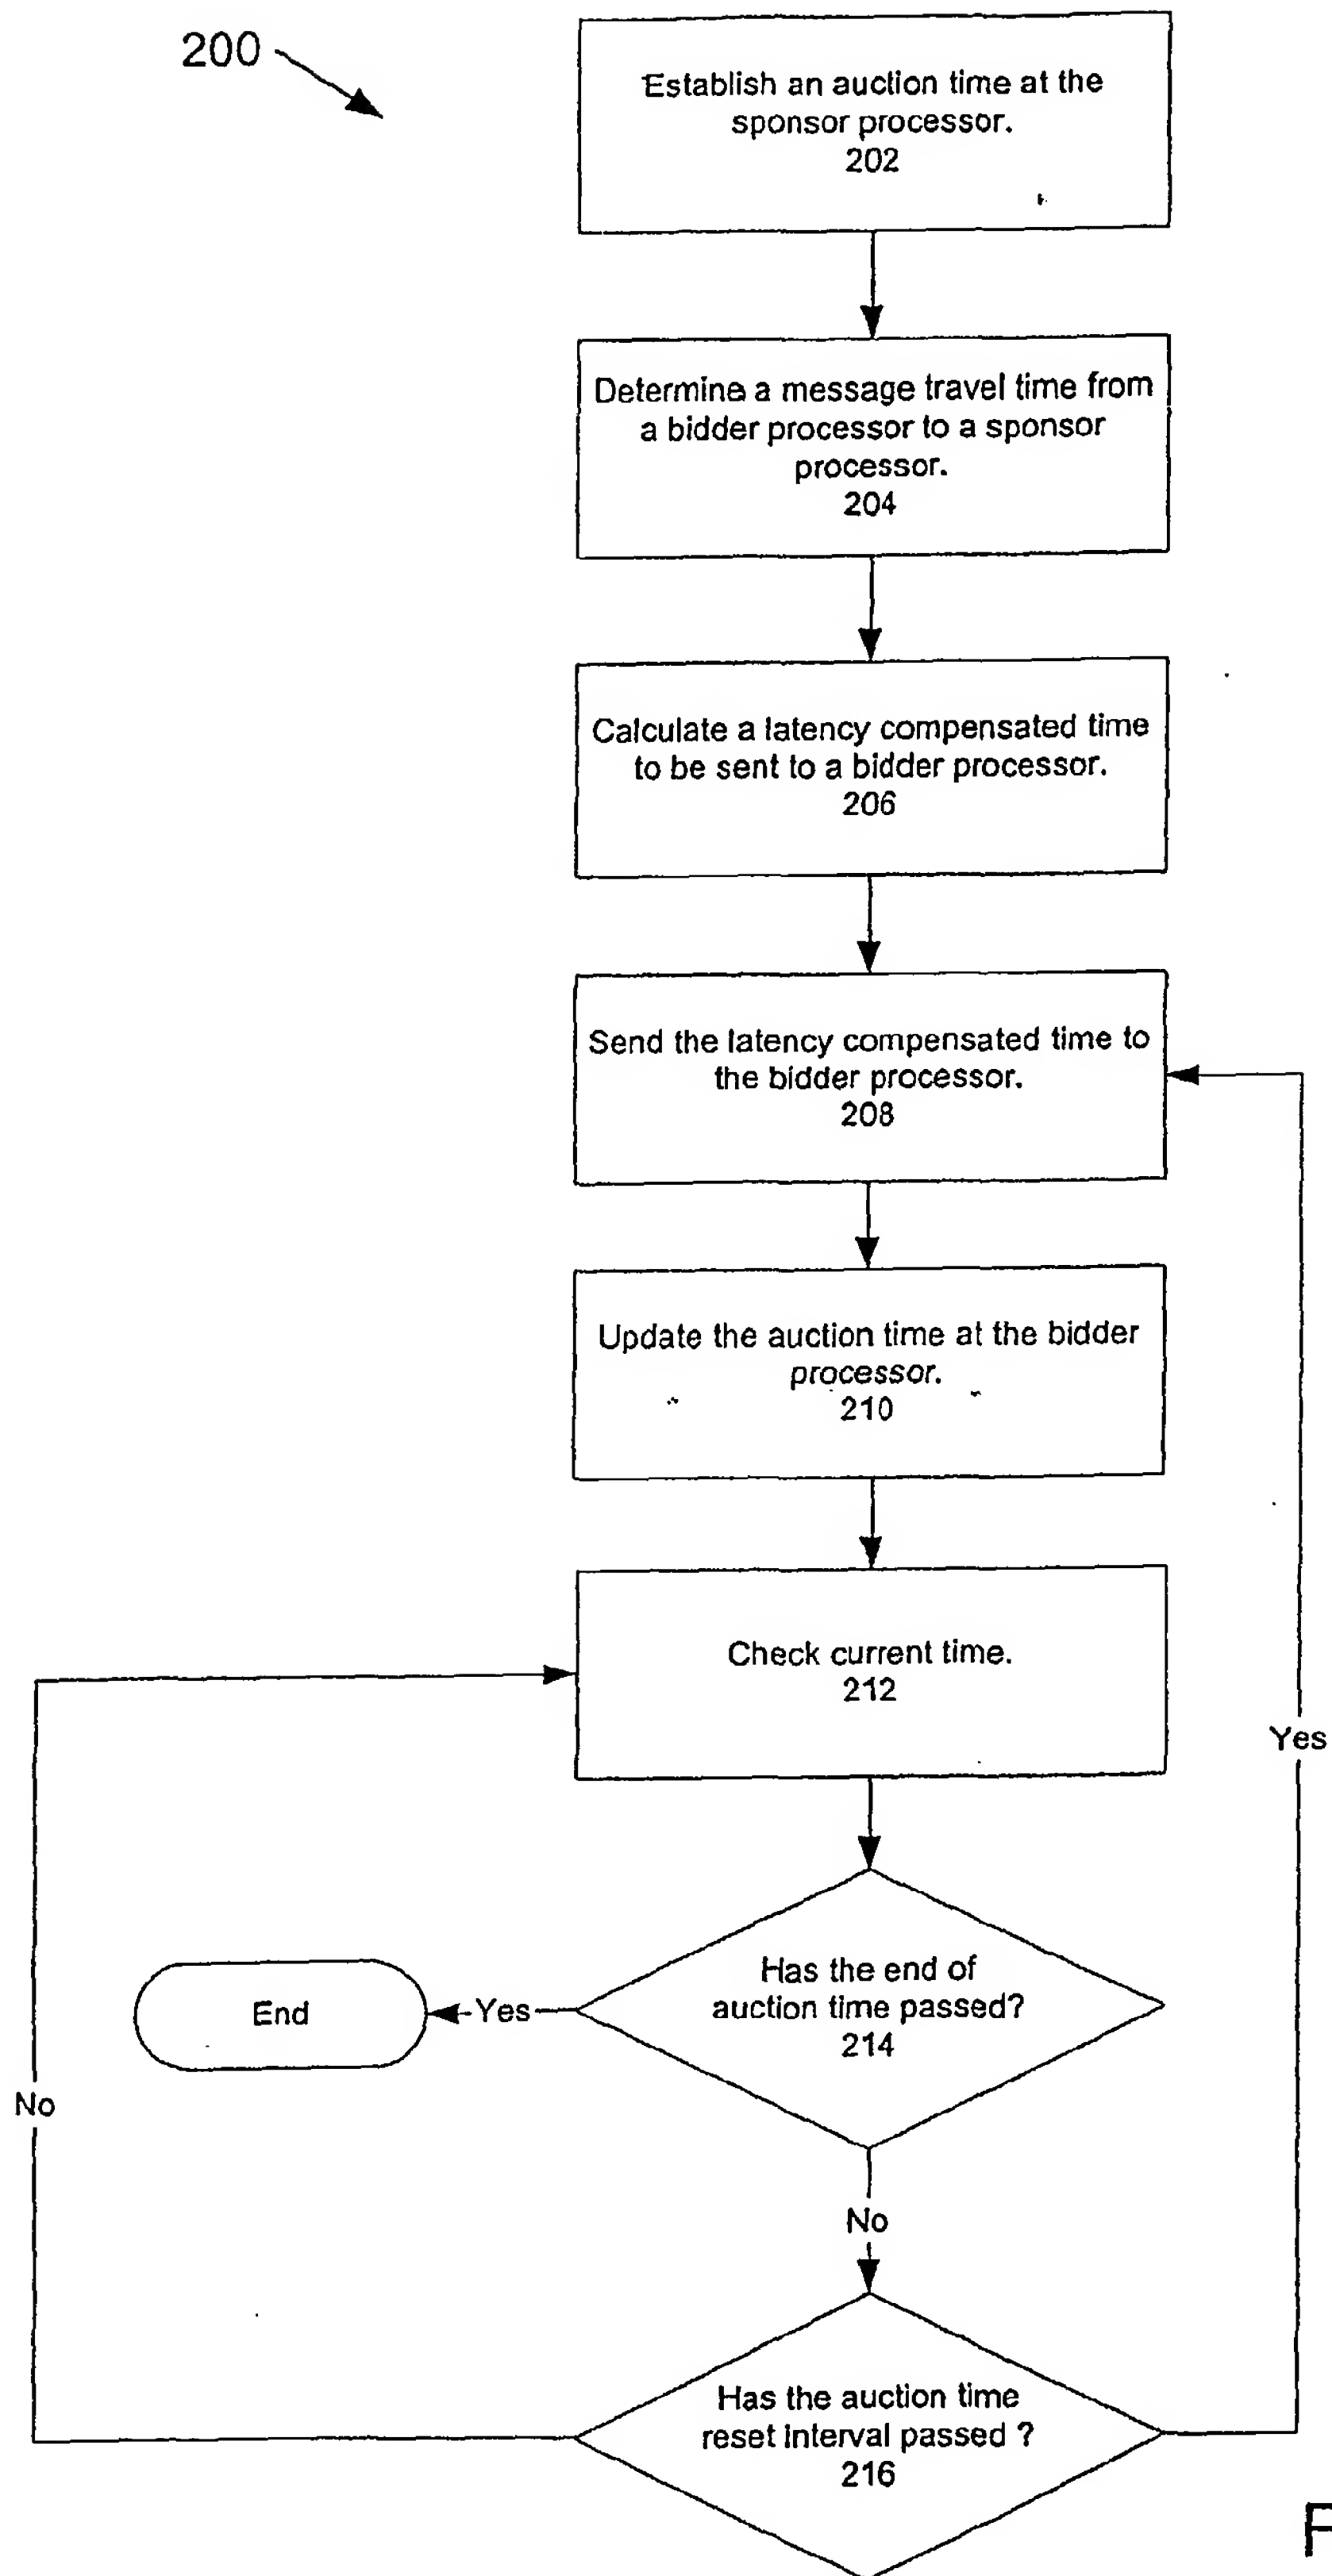 200
Establish an auction time at the
sponsor processor.
202
Determine a message travel time from
a bidder processor to a sponsor
processor.
204
Calculate a latency compensated time
to be sent to a bidder processor.
206
Send the latency compensated time to
the bidder processor.
208
Update the auction time at the bidder
processor.
210
Check current time.
212
Yes
Has the end of
auction time passed?
214
Yes
End
No
No
Has the auction time
reset interval passed ?
216